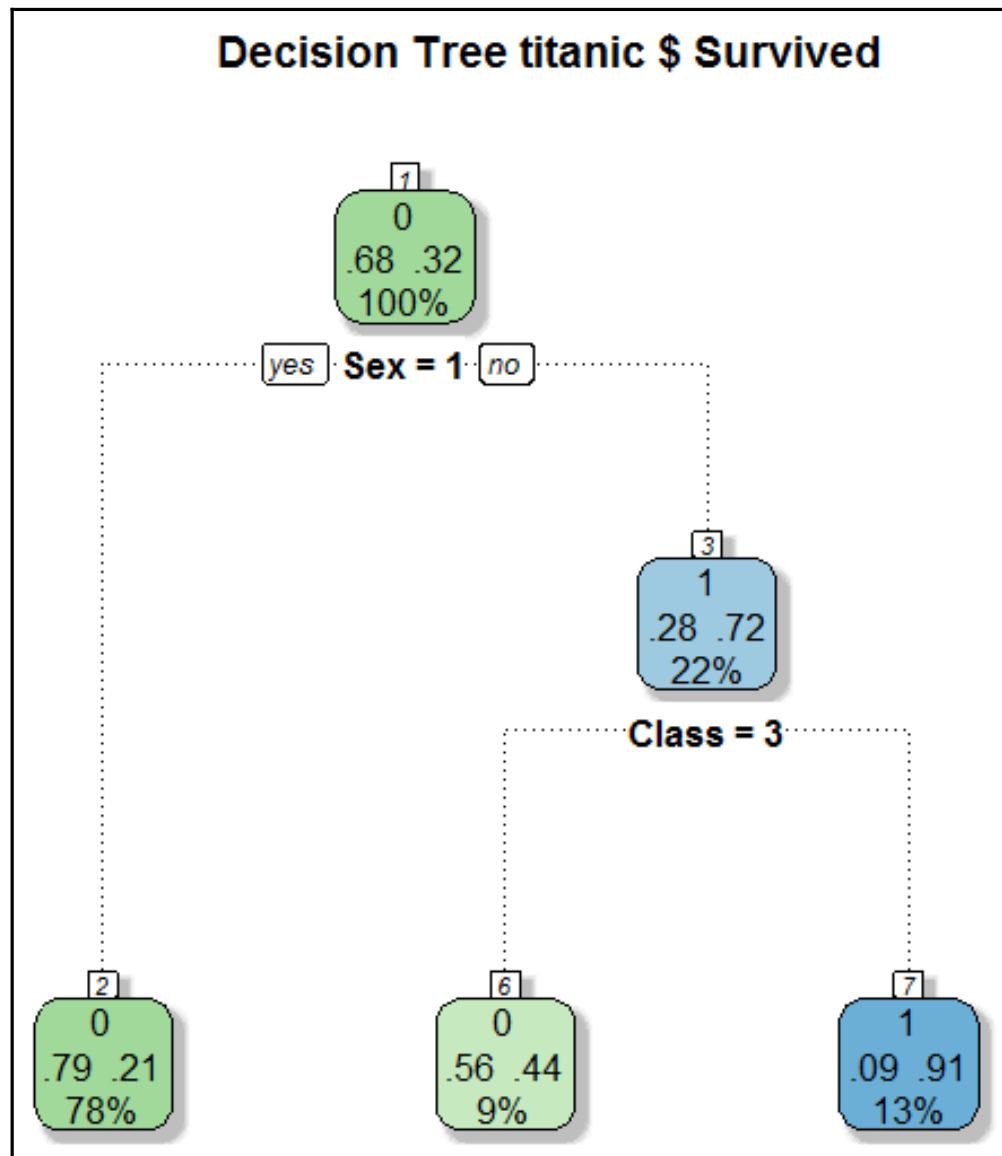 Decision Tree titanic $ Survived
1
0
.68 .32
100%
yes Sex = 1 no
3
1
.28 .72
22%
Class = 3
2 6 7
0 0 1
.79 .21 .56 .44 .09 .91
78% 9% 13%